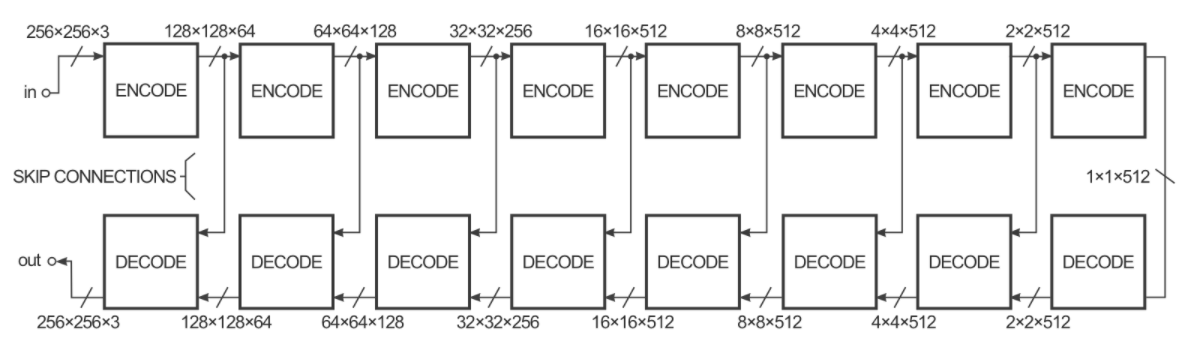 256×256×3 128×128×64 64×64×128 32×32×256 16×16×512 8×8×512 4×4×512 2×2×512
in ENCODE ENCODE ENCODE ENCODE ENCODE ENCODE ENCODE ENCODE
SKIP CONNECTIONS 1×1×512
out DECODE DECODE DECODE DECODE DECODE DECODE DECODE DECODE
256×256×3 128×128×64 64×64×128 32×32×256 16×16×512 8×8×512 4×4×512 2×2×512